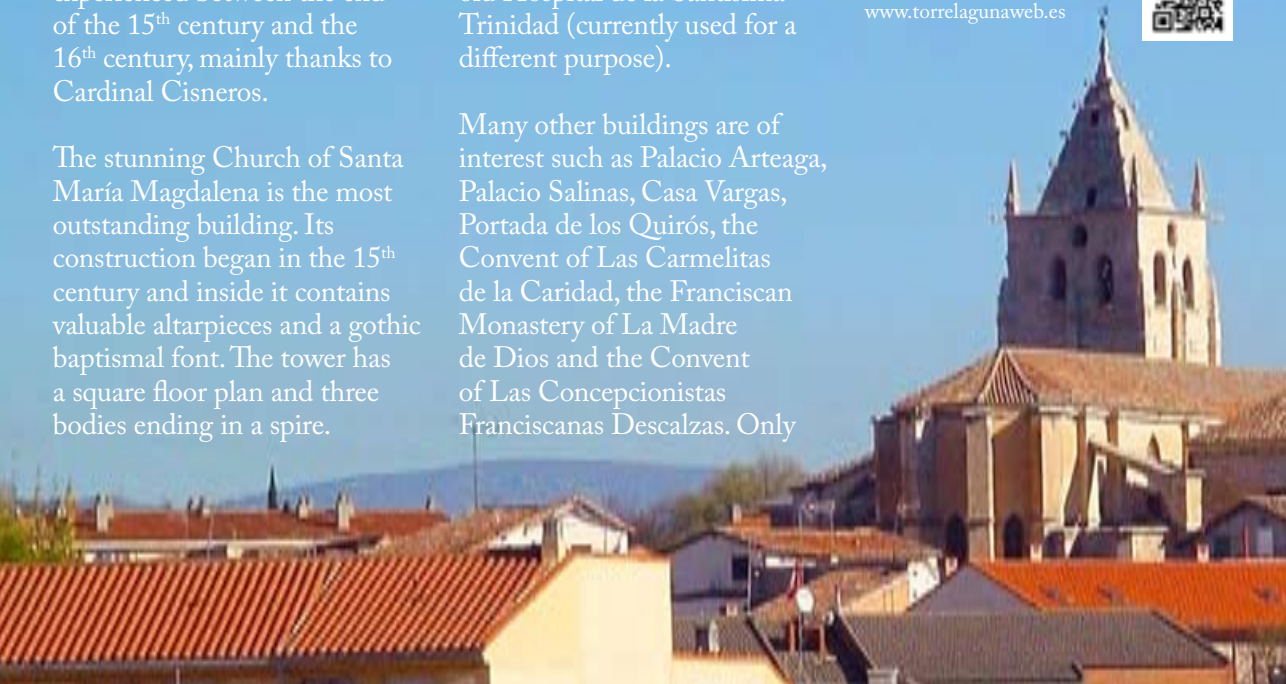 of the 15th century and the
16th century, mainly thanks to
Cardinal Cisneros.
The stunning Church of Santa
María Magdalena is the most
outstanding building. Its
construction began in the 15th
century and inside it contains
valuable altarpieces and a gothic
baptismal font. The tower has
a square floor plan and three
bodies ending in a spire.
Trinidad (currently used for a
different purpose).
Many other buildings are of
interest such as Palacio Arteaga,
Palacio Salinas, Casa Vargas,
Portada de los Quirós, the
Convent of Las Carmelitas
de la Caridad, the Franciscan
Monastery of La Madre
de Dios and the Convent
of Las Concepcionistas
Franciscanas Descalzas. Only
www.torrelagunaweb.es